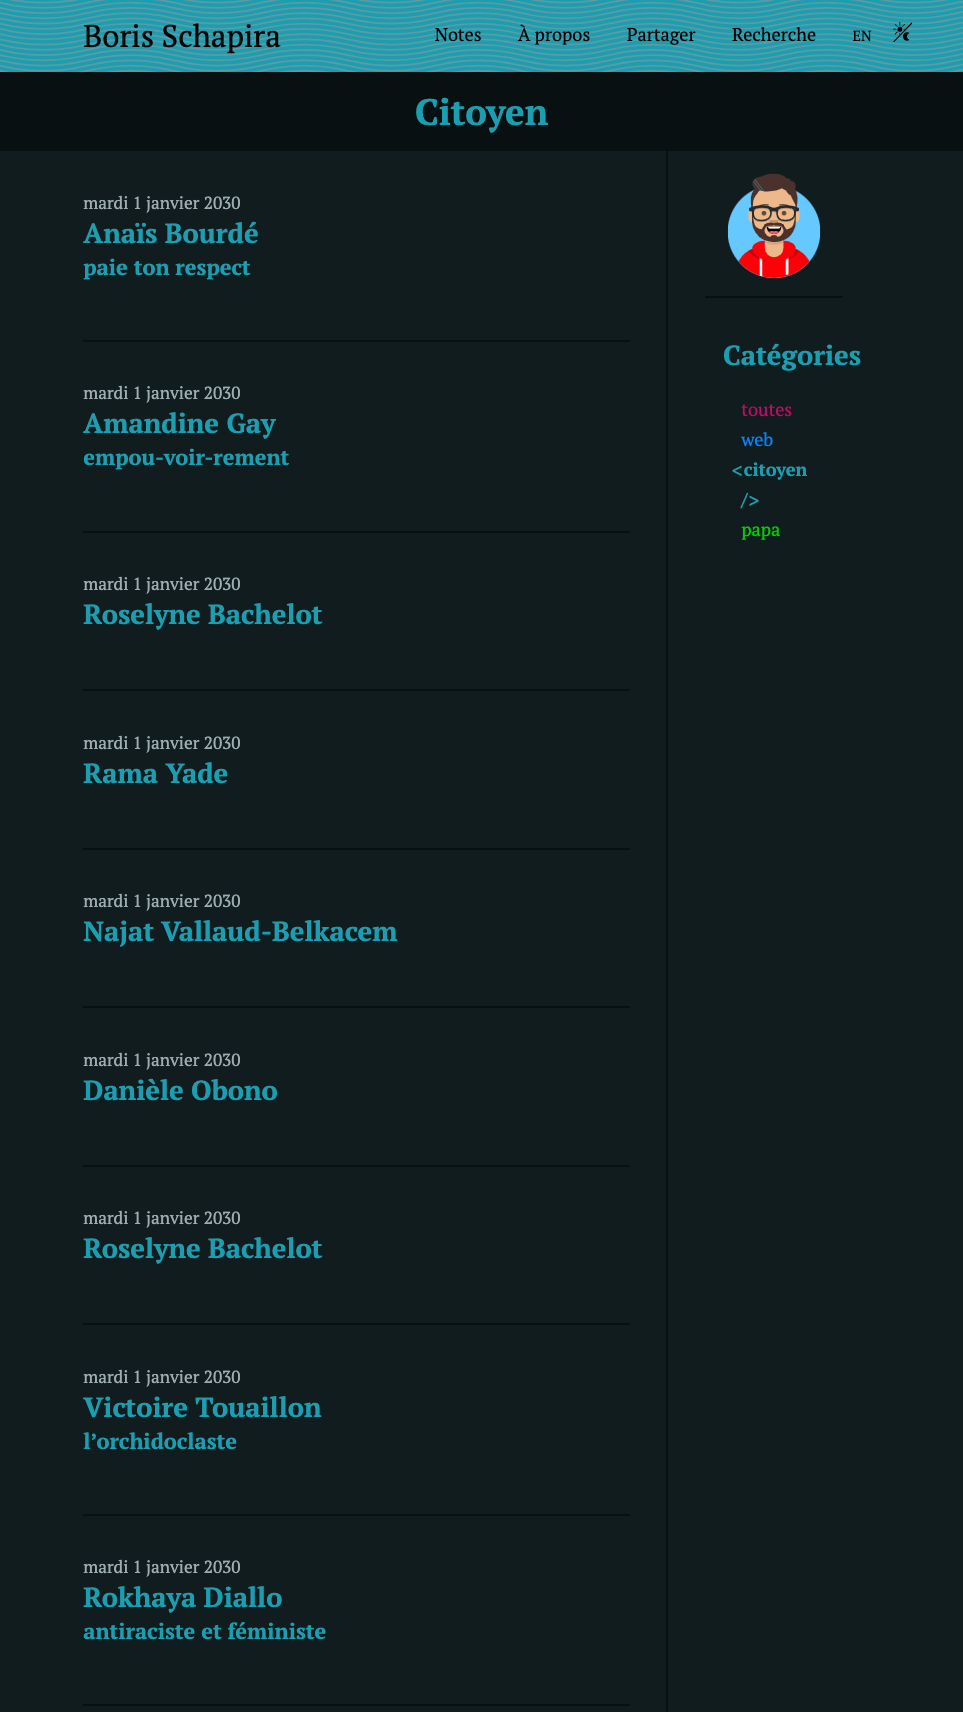 Boris Schapira
Notes
À propos
Partager
Recherche
EN
Citoyen
mardi 1 janvier 2030
Anaïs Bourdé
paie ton respect
mardi 1 janvier 2030
Amandine Gay
empou-voir-rement
mardi 1 janvier 2030
Roselyne Bachelot
mardi 1 janvier 2030
Rama Yade
mardi 1 janvier 2030
Najat Vallaud-Belkacem
mardi 1 janvier 2030
Danièle Obono
mardi 1 janvier 2030
Roselyne Bachelot
mardi 1 janvier 2030
Victoire Touaillon
l’orchidoclaste
mardi 1 janvier 2030
Rokhaya Diallo
antiraciste et féministe
Catégories
toutes
web
<citoyen
/>
papa